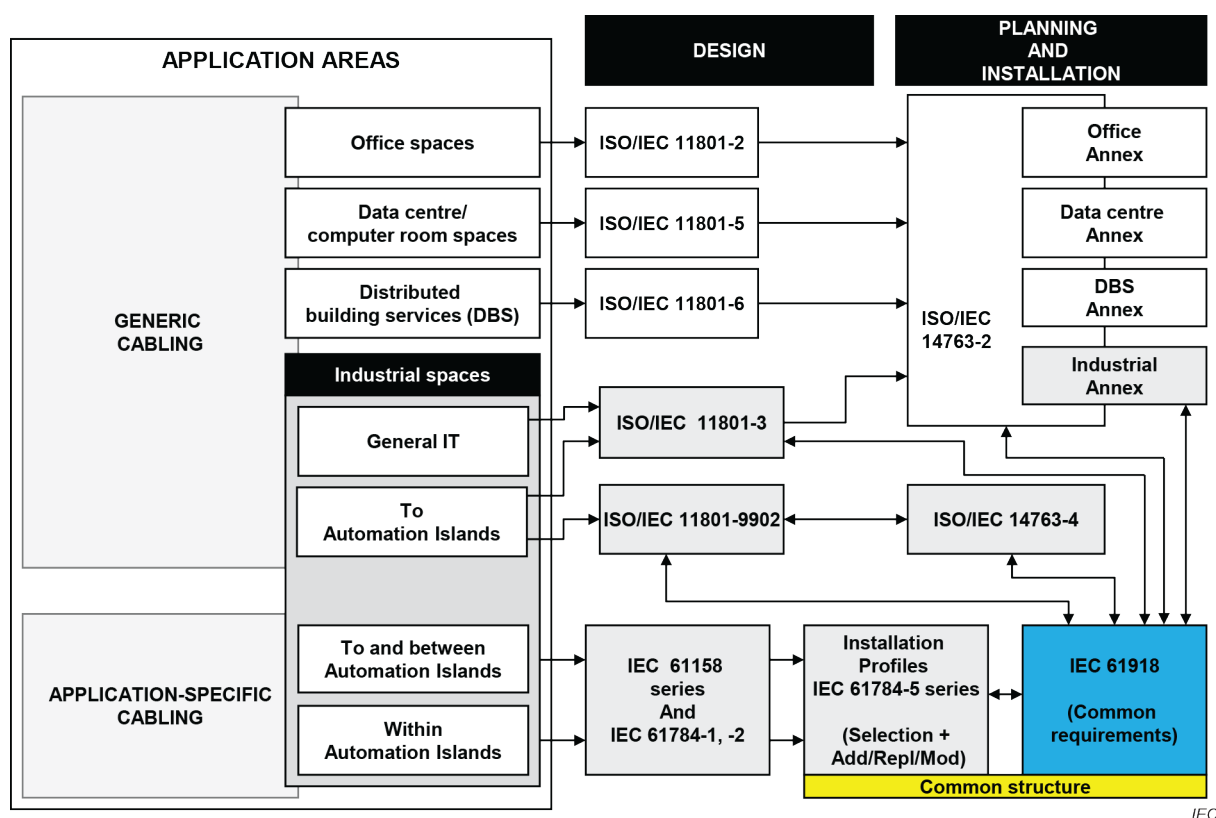 APPLICATION AREAS
DESIGN
PLANNING
AND
INSTALLATION
GENERIC
CABLING
Office spaces
ISO/IEC 11801-2
Office
Annex
Data centre/
computer room spaces
ISO/IEC 11801-5
Data centre
Annex
Distributed
building services (DBS)
ISO/IEC 11801-6
DBS
Annex
ISO/IEC
14763-2
Industrial
Annex
Industrial spaces
General IT
ISO/IEC 11801-3
To
Automation Islands
ISO/IEC 11801-9902
ISO/IEC 14763-4
APPLICATION-SPECIFIC
CABLING
To and between
Automation Islands
Within
Automation Islands
IEC 61158
series
And
IEC 61784-1, -2
Installation
Profiles
IEC 61784-5 series
(Selection +
Add/Repl/Mod)
IEC 61918
(Common
requirements)
Common structure
IEC